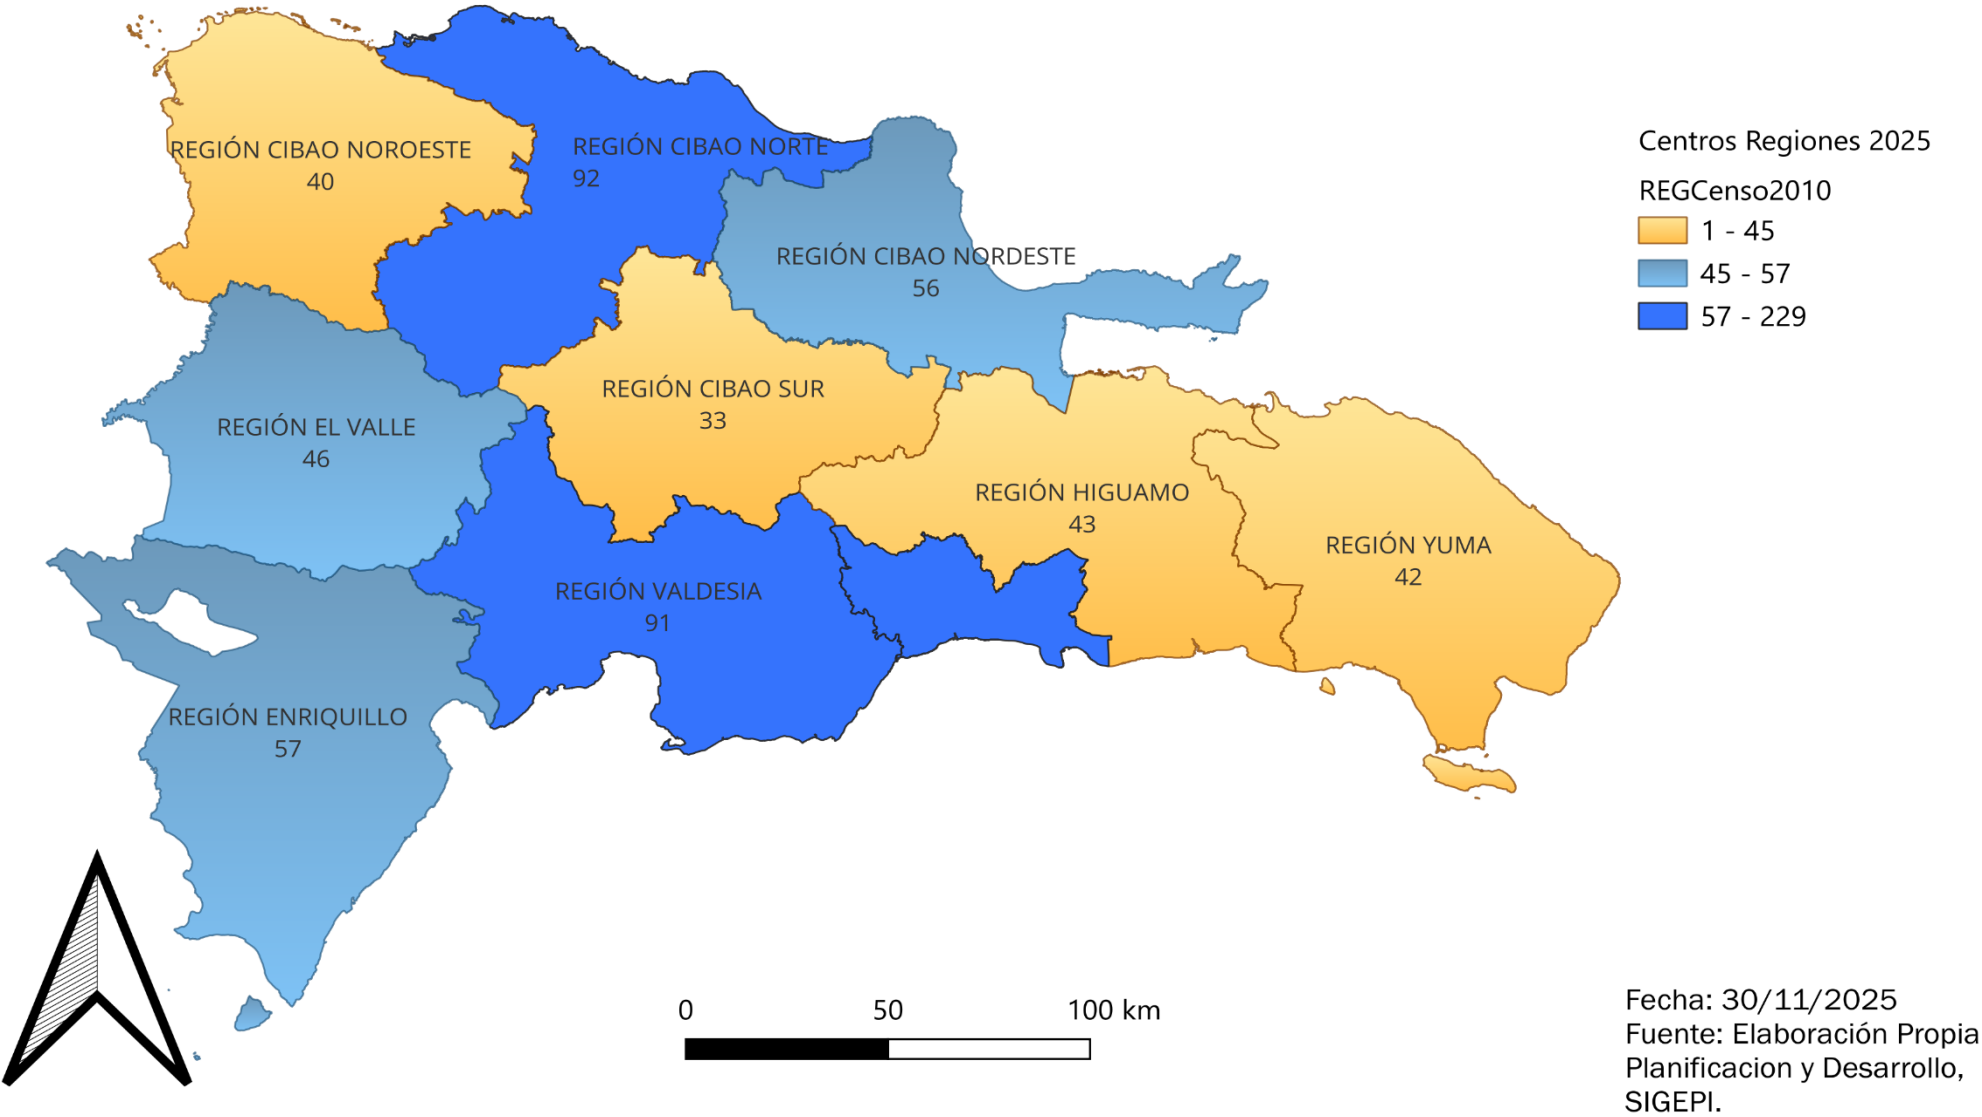 REGIÓN CIBAO NOROESTE
40
REGIÓN CIBAO NORTE
92
REGIÓN CIBAO NORDESTE
56
REGIÓN CIBAO SUR
33
REGIÓN EL VALLE
46
REGIÓN HIGUAMO
43
REGIÓN YUMA
42
REGIÓN VALDESIA
91
REGIÓN ENRIQUILLO
57
Centros Regiones 2025
REGCenso2010
1 - 45
45 - 57
57 - 229
0 50 100 km
Fecha: 30/11/2025
Fuente: Elaboración Propia
Planificacion y Desarrollo,
SIGEPI.